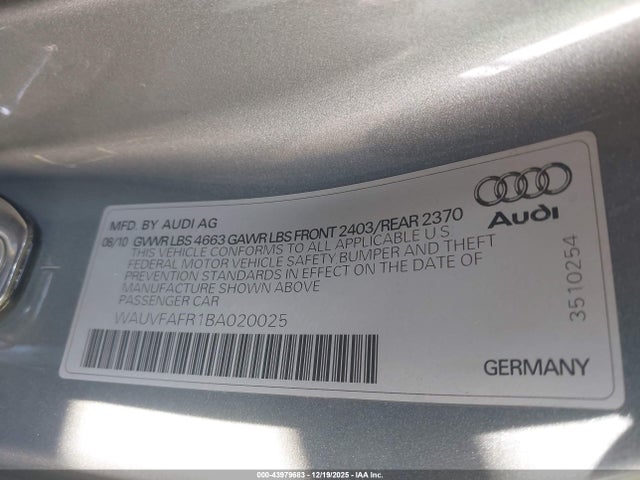 MFD. BY AUDI AG
08/10 GVWR LBS 4663 GAWR LBS FRONT 2403/REAR 2370
THIS VEHICLE CONFORMS TO ALL APPLICABLE U S
FEDERAL MOTOR VEHICLE SAFETY BUMPER AND THEFT
PREVENTION STANDARDS IN EFFECT ON THE DATE OF
MANUFACTURE SHOWN ABOVE
PASSENGER CAR
WAUVFAFR1BA020025
Audi
3510254
GERMANY
000-43979663 - 12/19/2025 - IAA Inc.